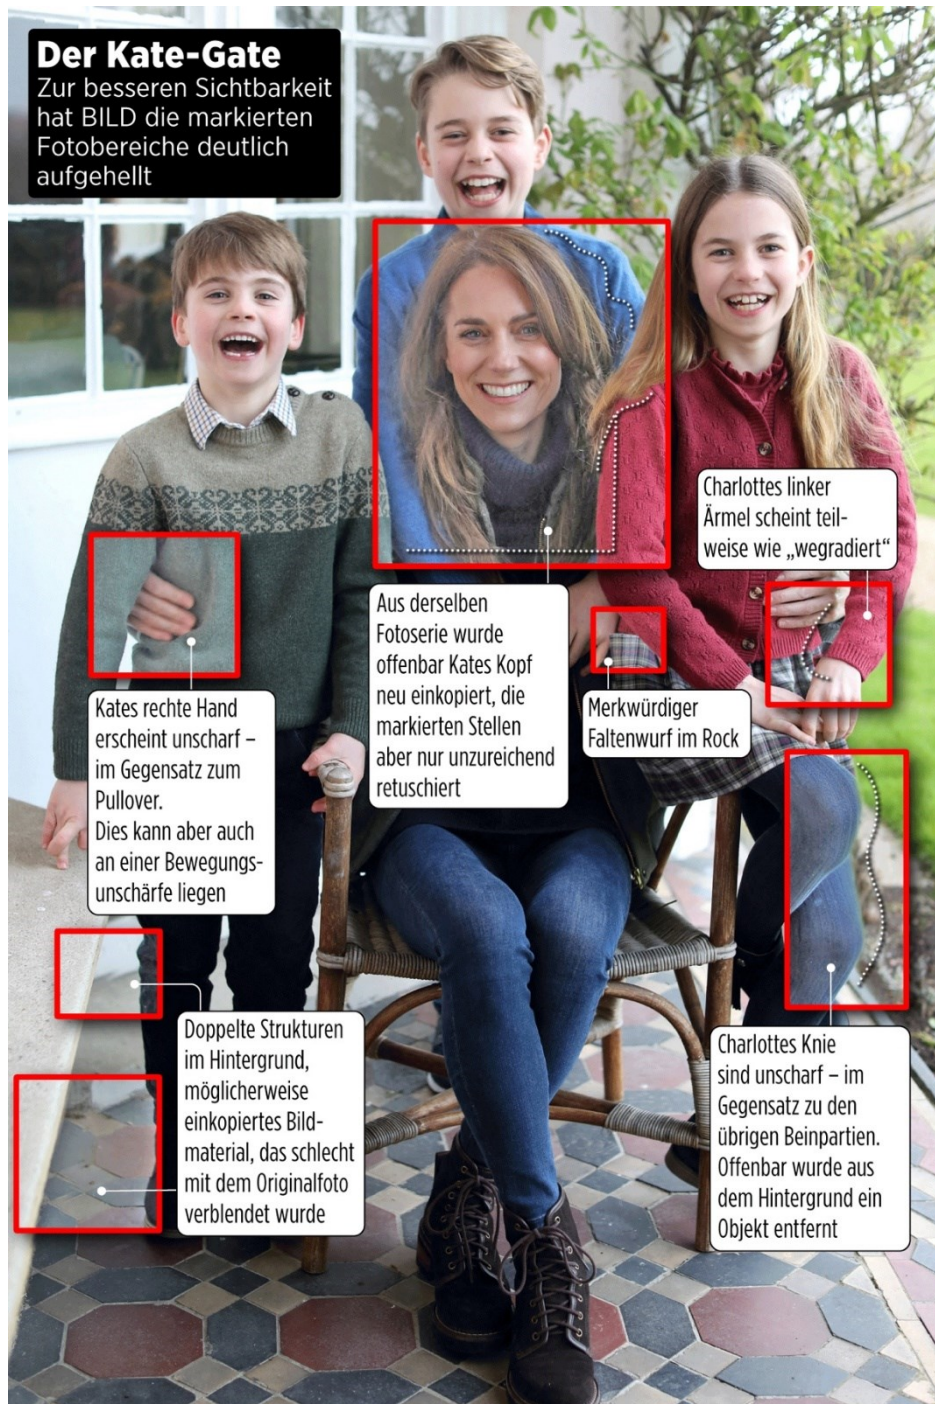 Der Kate-Gate
Zur besseren Sichtbarkeit
hat BILD die markierten
Fotobereiche deutlich
aufgehellt
Charlottes linker
Ärmel scheint teil-
weise wie „wegradiert“
Aus derselben
Fotoserie wurde
offenbar Kates Kopf
neu einkopiert, die
markierten Stellen
aber nur unzureichend
retuschiert
Merkwürdiger
Faltenwurf im Rock
Kates rechte Hand
erscheint unscharf –
im Gegensatz zum
Pullover.
Dies kann aber auch
an einer Bewegungs-
unschärfe liegen
Doppelte Strukturen
im Hintergrund,
möglicherweise
einkopiertes Bild-
material, das schlecht
mit dem Originalfoto
verblendet wurde
Charlottes Knie
sind unscharf – im
Gegensatz zu den
übrigen Beinpartien.
Offenbar wurde aus
dem Hintergrund ein
Objekt entfernt